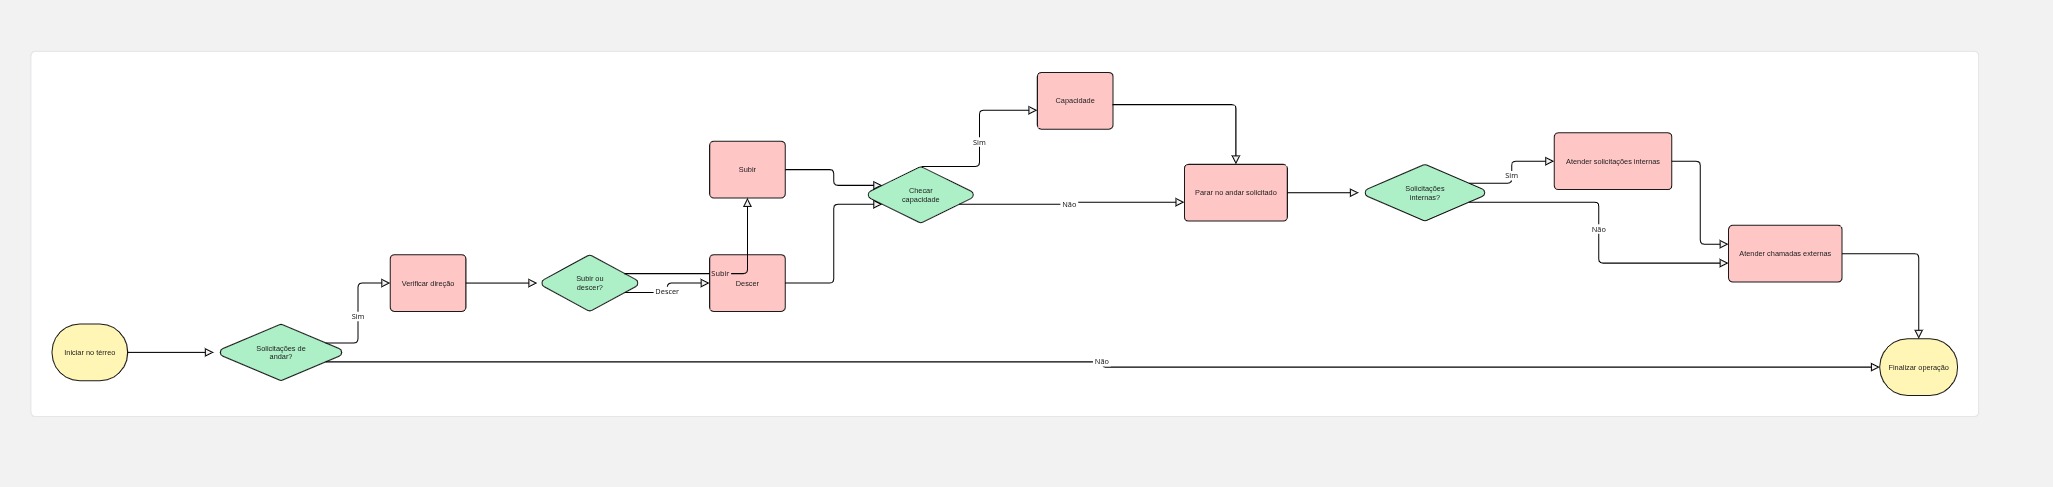 Iniciar no térreo
Solicitações de
andar?
Sim
Não
Verificar direção
Subir ou
descer?
Subir
Descer
Subir
Descer
Checar
capacidade
Sim
Não
Capacidade
Parar no andar solicitado
Solicitações
internas?
Sim
Não
Atender solicitações internas
Atender chamadas externas
Finalizar operação